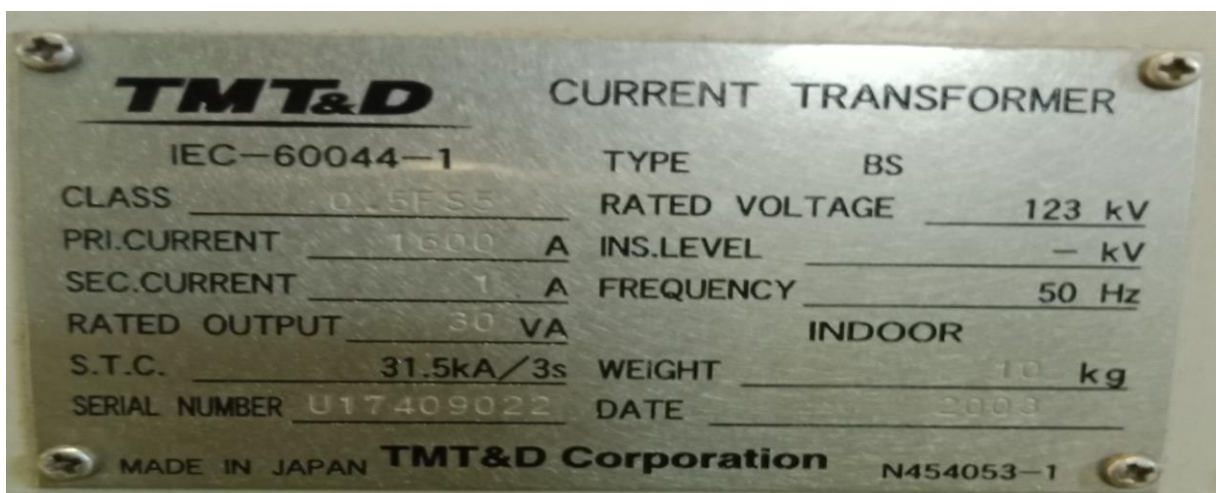 TMT&D CURRENT TRANSFORMER
IEC-60044-1 TYPE BS
CLASS 0.5FS5 RATED VOLTAGE 123 kV
PRI.CURRENT 1600 A INS.LEVEL — kV
SEC.CURRENT 1 A FREQUENCY 50 Hz
RATED OUTPUT 30 VA INDOOR
S.T.C. 31.5kA/3s WEIGHT 10 kg
SERIAL NUMBER U17409022 DATE 2003
MADE IN JAPAN TMT&D Corporation N454053-1